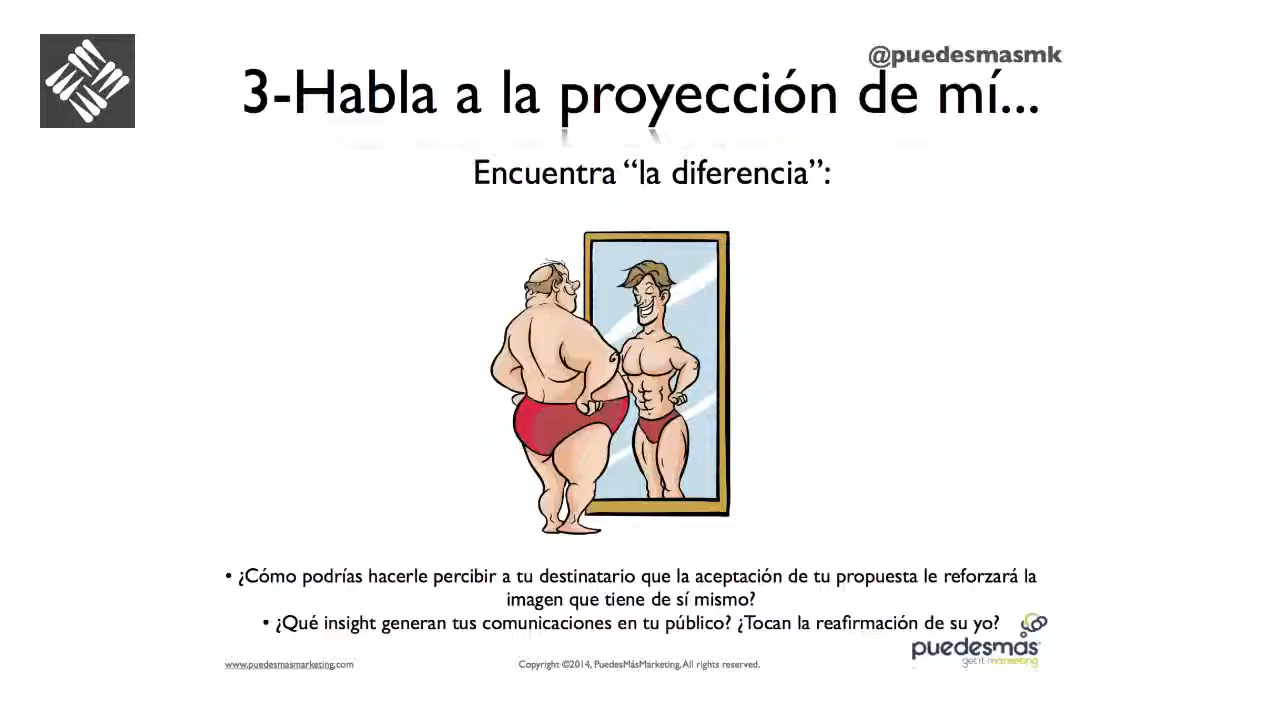 @puedesmasmk
3-Habla a la proyección de mí...
Encuentra “la diferencia”:
• ¿Cómo podrías hacerle percibir a tu destinatario que la aceptación de tu propuesta le reforzará la
imagen que tiene de sí mismo?
• ¿Qué insight generan tus comunicaciones en tu público? ¿Tocan la reafirmación de su yo?
puedesmás
get it marketing
www.puedesmasmarketing.com
Copyright ©2014, PuedesMásMarketing, All rights reserved.